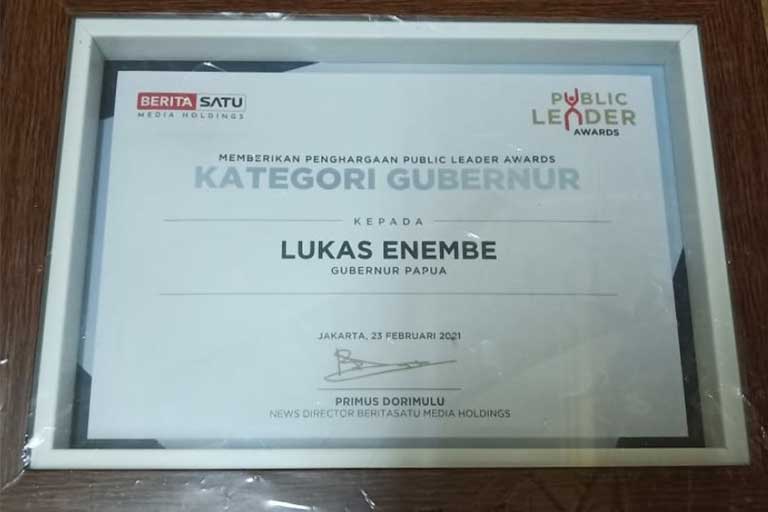 BERITA SATU
MEDIA HOLDINGS
PUBLIC
LEADER
AWARDS
MEMBERIKAN PENGHARGAAN PUBLIC LEADER AWARDS
KATEGORI GUBERNUR
KEPADA
LUKAS ENEMBE
GUBERNUR PAPUA
JAKARTA, 23 FEBRUARI 2021
PRIMUS DORIMULU
NEWS DIRECTOR BERITASATU MEDIA HOLDINGS